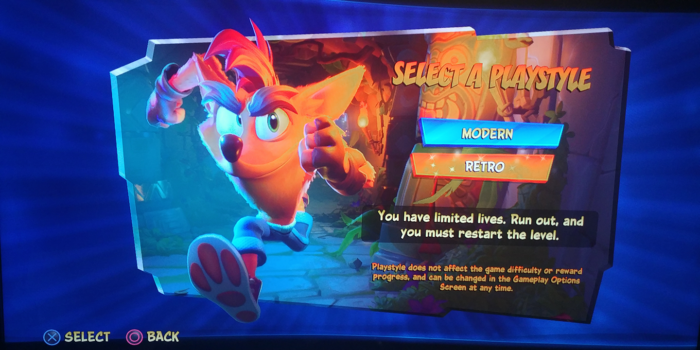 SELECT A PLAYSTYLE
MODERN
RETRO
You have limited lives. Run out, and
you must restart the level.
Playstyle does not affect the game difficulty or reward
progress, and can be changed in the Gameplay Options
Screen at any time.
SELECT BACK